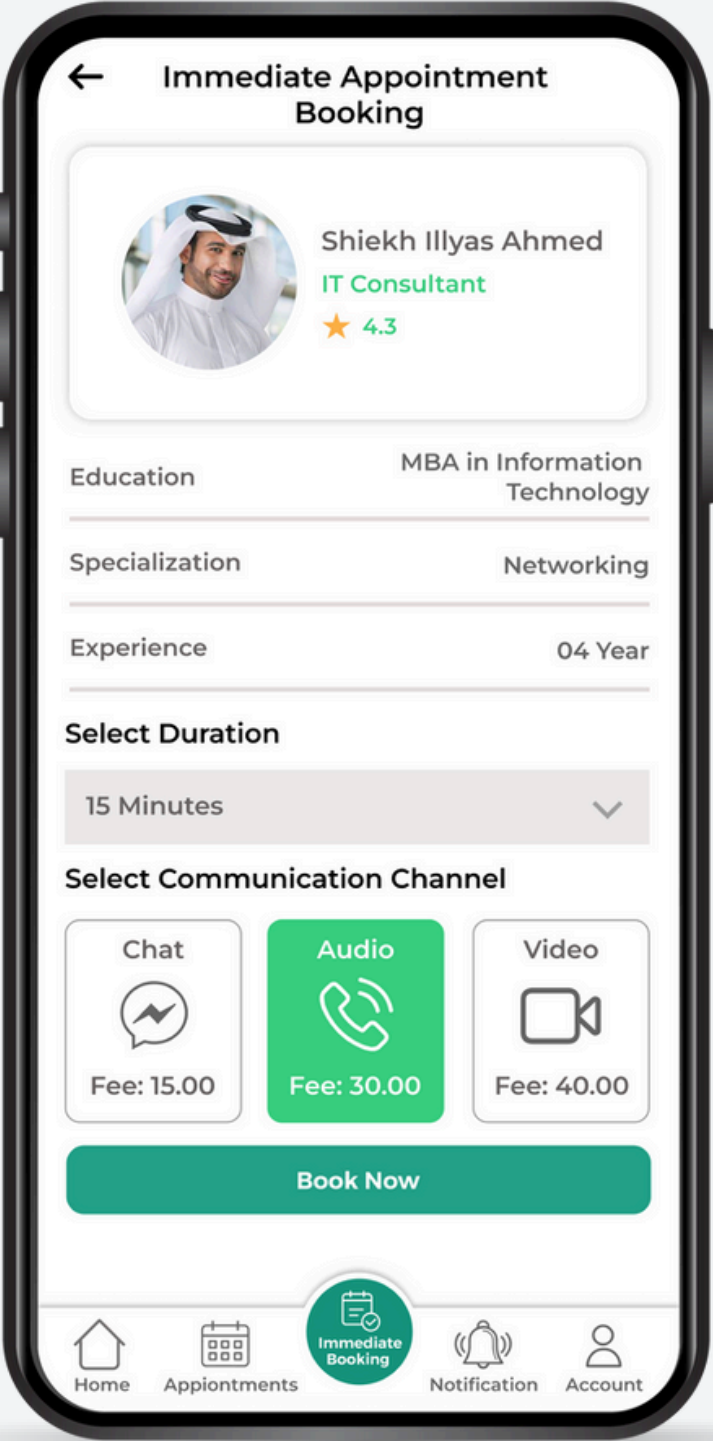 Immediate Appointment
Booking
Shiekh Illyas Ahmed
IT Consultant
4.3
Education
MBA in Information
Technology
Specialization
Networking
Experience
04 Year
Select Duration
15 Minutes
Select Communication Channel
Chat
Audio
Video
Fee: 15.00
Fee: 30.00
Fee: 40.00
Book Now
Immediate
Booking
Home
Appiontments
Notification
Account